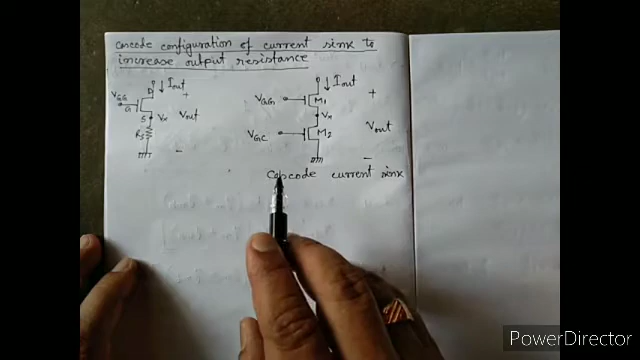 Cascode configuration of current sink to
increase output resistance
D ↓ Iout
VGG
G
+
S
Vx
Vout
RS
-
↓ Iout
VGG1
M1
+
Vx
VGC
M2
Vout
-
Cascode current sink
PowerDirector